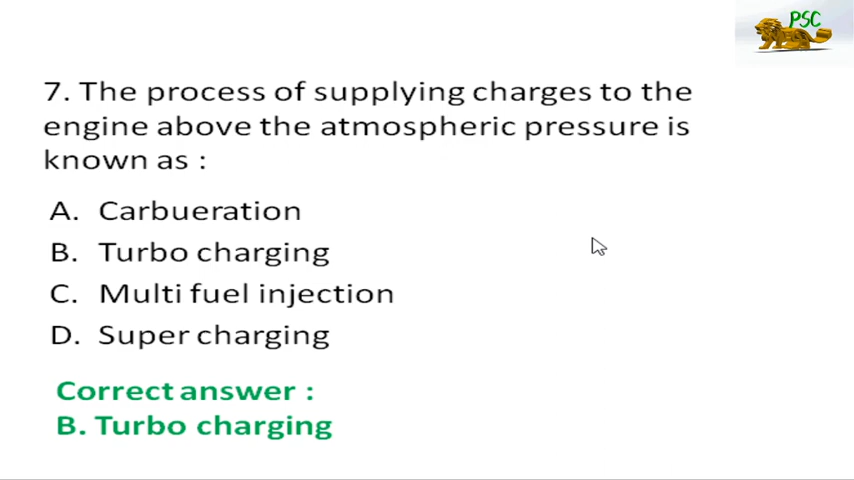 PSC
7. The process of supplying charges to the
engine above the atmospheric pressure is
known as :
A. Carbueration
B. Turbo charging
C. Multi fuel injection
D. Super charging
Correct answer :
B. Turbo charging